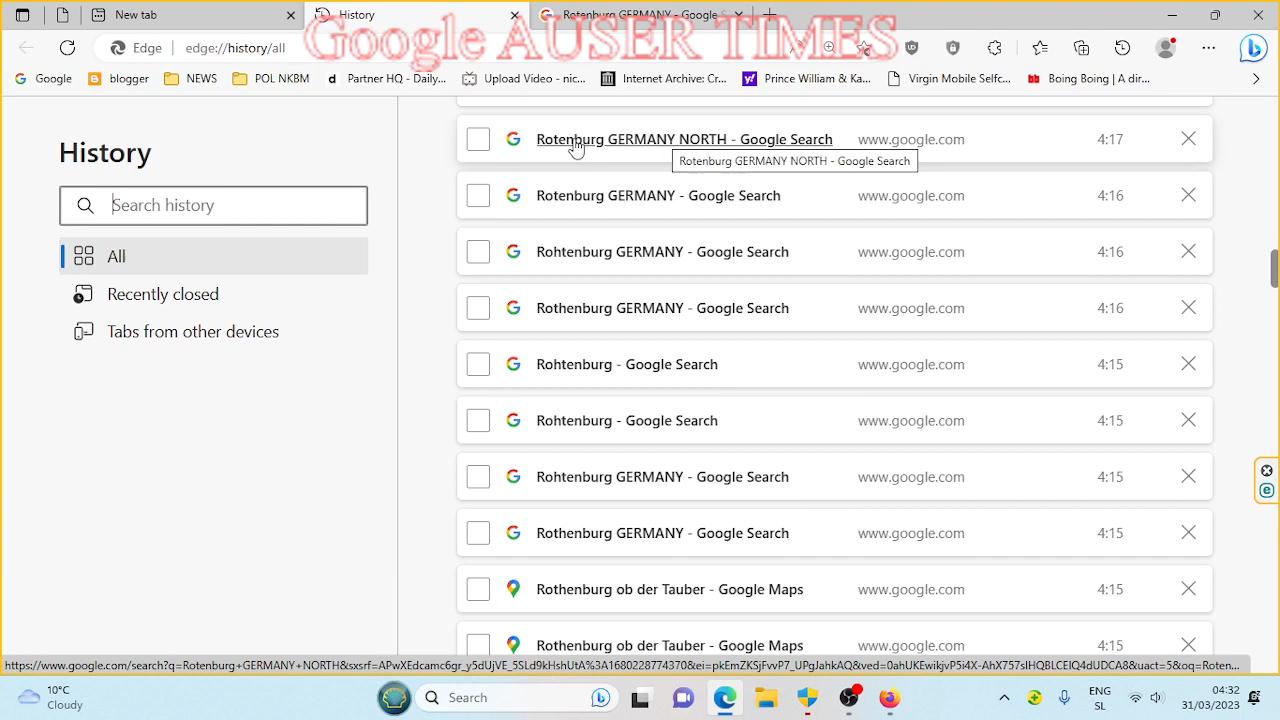 New tab
History
Rotenburg GERMANY - Google S
Google AUSER TIMES
Edge
edge://history/all
Google
blogger
NEWS
POL NKBM
Partner HQ - Daily...
Upload Video - nic...
Internet Archive: Cr...
Prince William & Ka...
Virgin Mobile Selfc...
Boing Boing | A dir...
History
Search history
All
Recently closed
Tabs from other devices
Rotenburg GERMANY NORTH - Google Search www.google.com 4:17
Rotenburg GERMANY NORTH - Google Search
Rotenburg GERMANY - Google Search www.google.com 4:16
Rohtenburg GERMANY - Google Search www.google.com 4:16
Rothenburg GERMANY - Google Search www.google.com 4:16
Rohtenburg - Google Search www.google.com 4:15
Rohtenburg - Google Search www.google.com 4:15
Rohtenburg GERMANY - Google Search www.google.com 4:15
Rothenburg GERMANY - Google Search www.google.com 4:15
Rothenburg ob der Tauber - Google Maps www.google.com 4:15
Rothenburg ob der Tauber - Google Maps www.google.com 4:15
10°C
Cloudy
Search
ENG
SL
04:32
31/03/2023